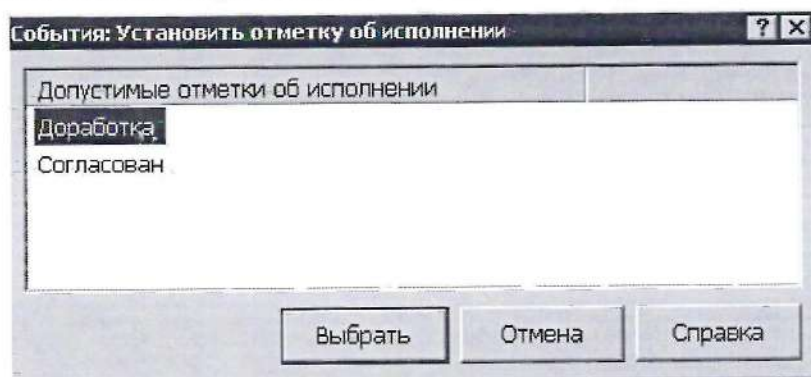 События: Установить отметку об исполнении
Допустимые отметки об исполнении
Доработка
Согласован
Выбрать
Отмена
Справка